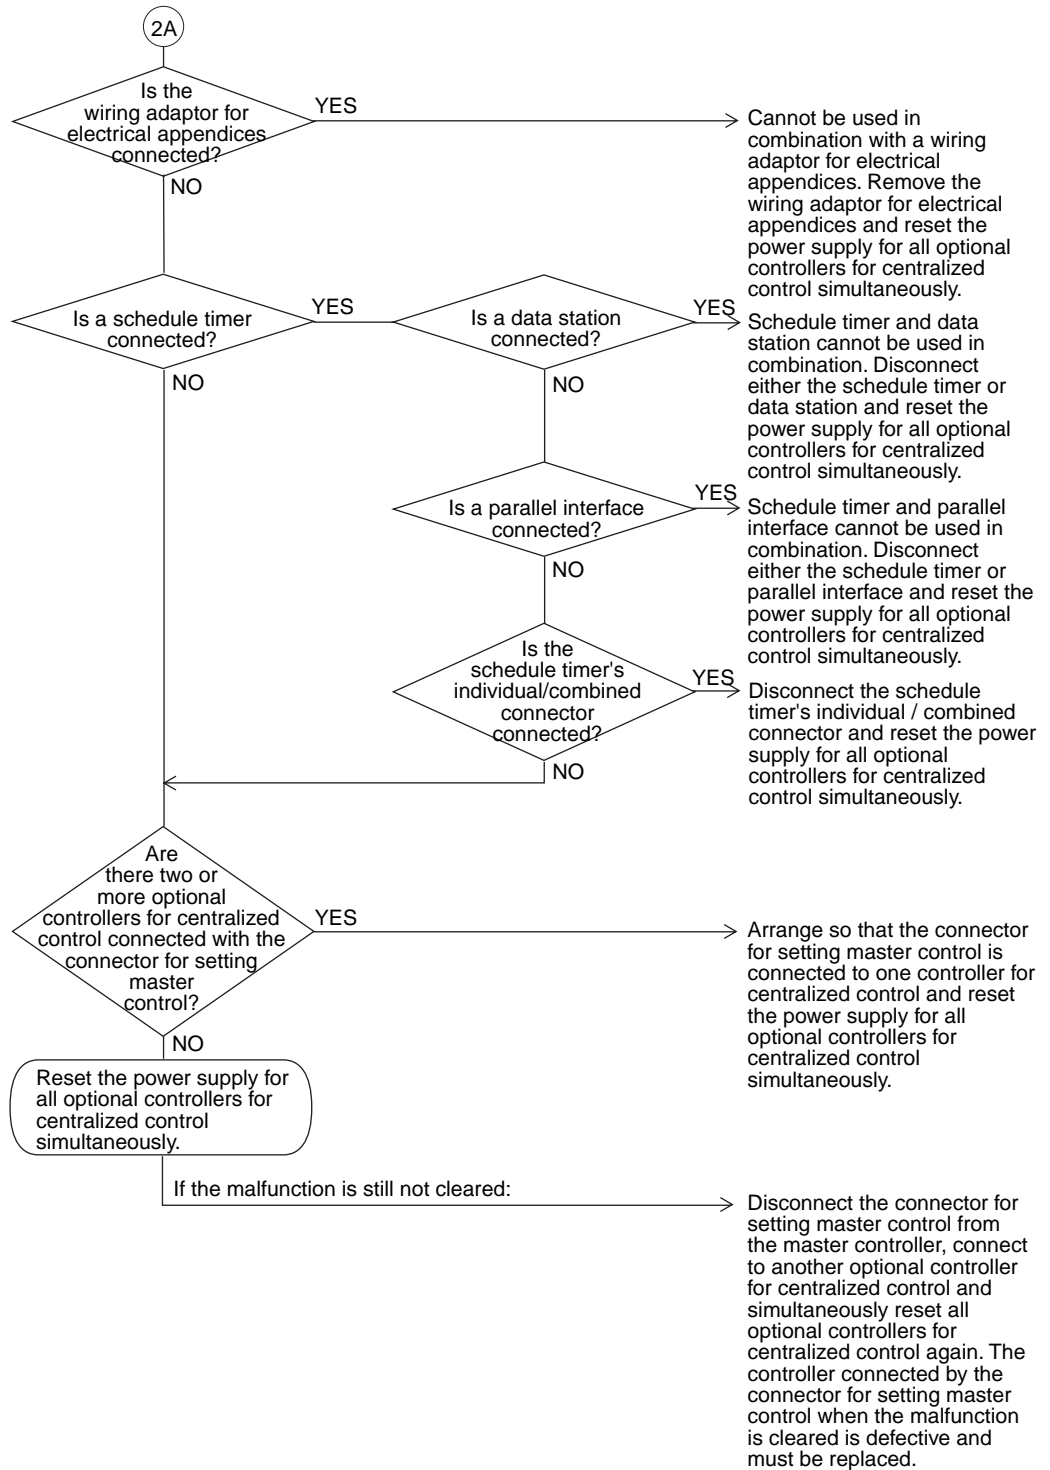 2A
Is the
wiring adaptor for
electrical appendices
connected?
YES
NO
Cannot be used in
combination with a wiring
adaptor for electrical
appendices. Remove the
wiring adaptor for electrical
appendices and reset the
power supply for all optional
controllers for centralized
control simultaneously.
Is a schedule timer
connected?
YES
NO
Is a data station
connected?
YES
NO
Schedule timer and data
station cannot be used in
combination. Disconnect
either the schedule timer or
data station and reset the
power supply for all optional
controllers for centralized
control simultaneously.
Is a parallel interface
connected?
YES
NO
Schedule timer and parallel
interface cannot be used in
combination. Disconnect
either the schedule timer or
parallel interface and reset the
power supply for all optional
controllers for centralized
control simultaneously.
Is the
schedule timer's
individual/combined
connector
connected?
YES
NO
Disconnect the schedule
timer's individual / combined
connector and reset the power
supply for all optional
controllers for centralized
control simultaneously.
Are
there two or
more optional
controllers for centralized
control connected with the
connector for setting
master
control?
YES
NO
Arrange so that the connector
for setting master control is
connected to one controller for
centralized control and reset
the power supply for all
optional controllers for
centralized control
simultaneously.
Reset the power supply for
all optional controllers for
centralized control
simultaneously.
If the malfunction is still not cleared:
Disconnect the connector for
setting master control from
the master controller, connect
to another optional controller
for centralized control and
simultaneously reset all
optional controllers for
centralized control again. The
controller connected by the
connector for setting master
control when the malfunction
is cleared is defective and
must be replaced.